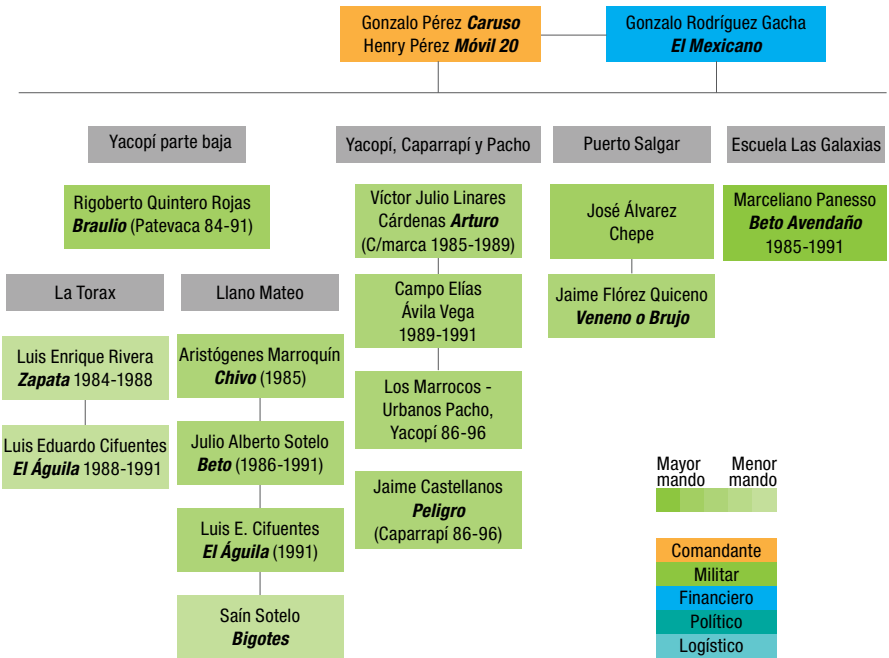 Gonzalo Pérez Caruso
Henry Pérez Móvil 20
Gonzalo Rodríguez Gacha
El Mexicano
Yacopí parte baja
Rigoberto Quintero Rojas
Braulio (Patevaca 84-91)
La Torax
Luis Enrique Rivera
Zapata 1984-1988
Luis Eduardo Cifuentes
El Águila 1988-1991
Llano Mateo
Aristógenes Marroquín
Chivo (1985)
Julio Alberto Sotelo
Beto (1986-1991)
Luis E. Cifuentes
El Águila (1991)
Saín Sotelo
Bigotes
Yacopí, Caparrapí y Pacho
Víctor Julio Linares
Cárdenas Arturo
(C/marca 1985-1989)
Campo Elías
Ávila Vega
1989-1991
Los Marrocos -
Urbanos Pacho,
Yacopí 86-96
Jaime Castellanos
Peligro
(Caparrapí 86-96)
Puerto Salgar
José Álvarez
Chepe
Jaime Flórez Quiceno
Veneno o Brujo
Escuela Las Galaxias
Marceliano Panesso
Beto Avendaño
1985-1991
Mayor
mando
Menor
mando
Comandante
Militar
Financiero
Político
Logístico